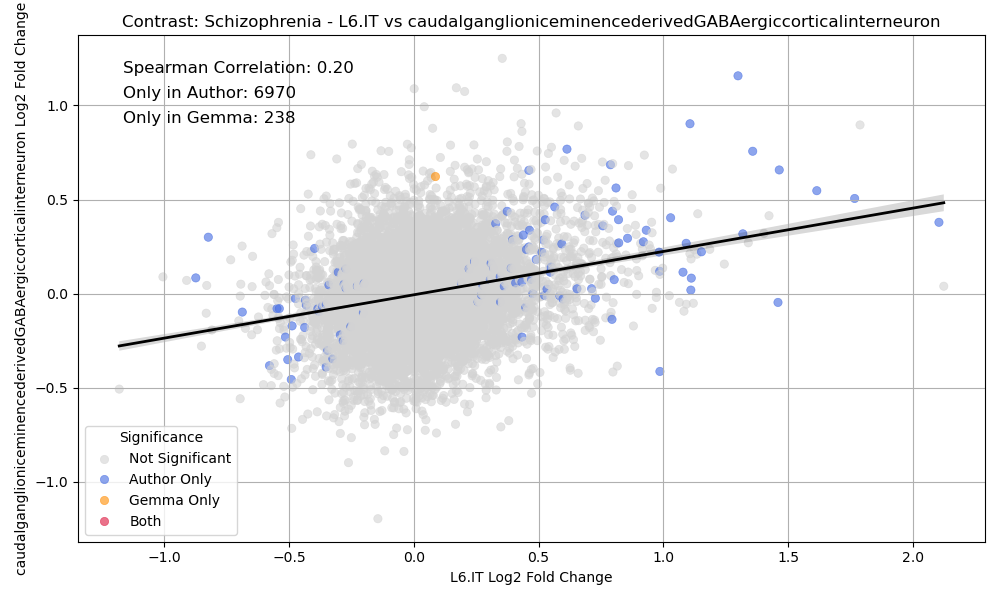 Contrast: Schizophrenia - L6.IT vs caudalganglioniceminencederivedGABAergiccorticalinterneuron
caudalganglioniceminencederivedGABAergiccorticalinterneuron Log2 Fold Change
Spearman Correlation: 0.20
Only in Author: 6970
Only in Gemma: 238
1.0
0.5
0.0
−0.5
−1.0
Significance
Not Significant
Author Only
Gemma Only
Both
−1.0 −0.5 0.0 0.5 1.0 1.5 2.0
L6.IT Log2 Fold Change